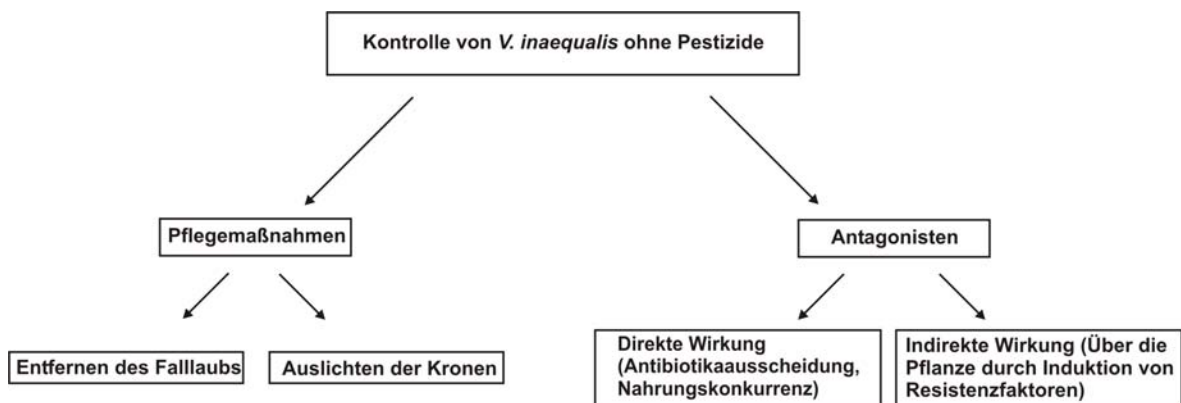 Kontrolle von V. inaequalis ohne Pestizide
Pflegemaßnahmen
Antagonisten
Entfernen des Falllaubs
Auslichten der Kronen
Direkte Wirkung
(Antibiotikaausscheidung,
Nahrungskonkurrenz)
Indirekte Wirkung (Über die
Pflanze durch Induktion von
Resistenzfaktoren)